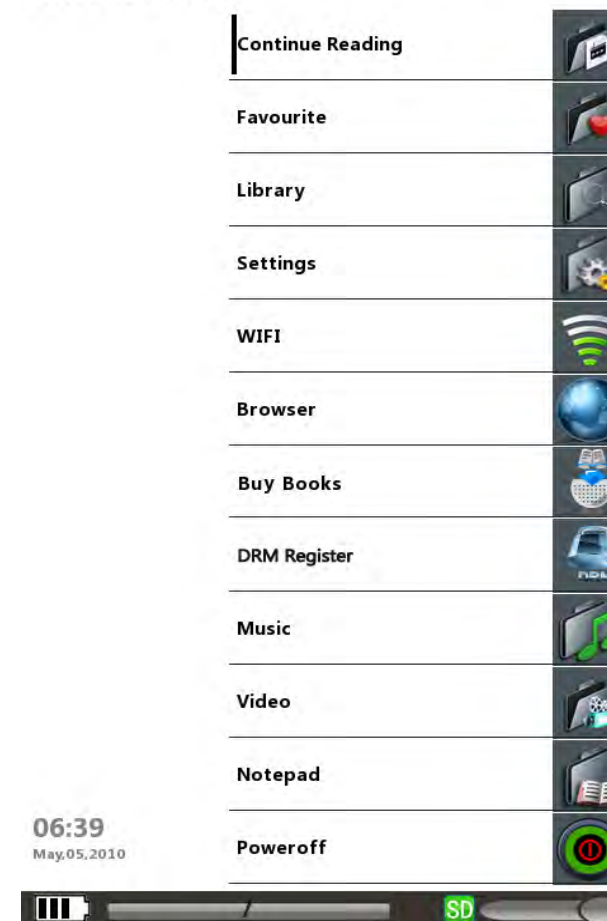 Continue Reading
Favourite
Library
Settings
WIFI
Browser
Buy Books
DRM Register
DRM
Music
Video
Notepad
06:39
May,05,2010
Poweroff
/
SD